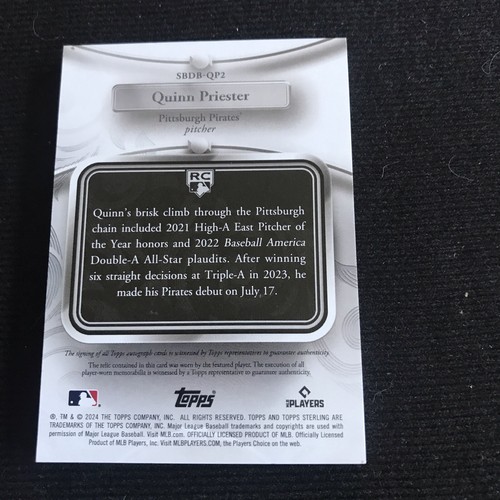 SBDB-QP2
Quinn Priester
Pittsburgh Pirates®
pitcher
RC
Quinn's brisk climb through the Pittsburgh
chain included 2021 High-A East Pitcher of
the Year honors and 2022 Baseball America
Double-A All-Star plaudits. After winning
six straight decisions at Triple-A in 2023, he
made his Pirates debut on July 17.
The signing of all Topps autograph cards is witnessed by Topps representatives to guarantee authenticity.
The relic contained in this card was worn by the featured player. The execution of all
player-worn memorabilia is witnessed by a Topps representative to guarantee authenticity.
Topps
MLB PLAYERS
®, TM & © 2024 THE TOPPS COMPANY, INC. ALL RIGHTS RESERVED. TOPPS AND TOPPS STERLING ARE
TRADEMARKS OF THE TOPPS COMPANY, INC. Major League Baseball trademarks and copyrights are used with
permission of Major League Baseball. Visit MLB.com. OFFICIALLY LICENSED PRODUCT OF MLB. Officially Licensed
Product of MLB Players, Inc. Visit MLBPLAYERS.COM, the Players Choice on the web.